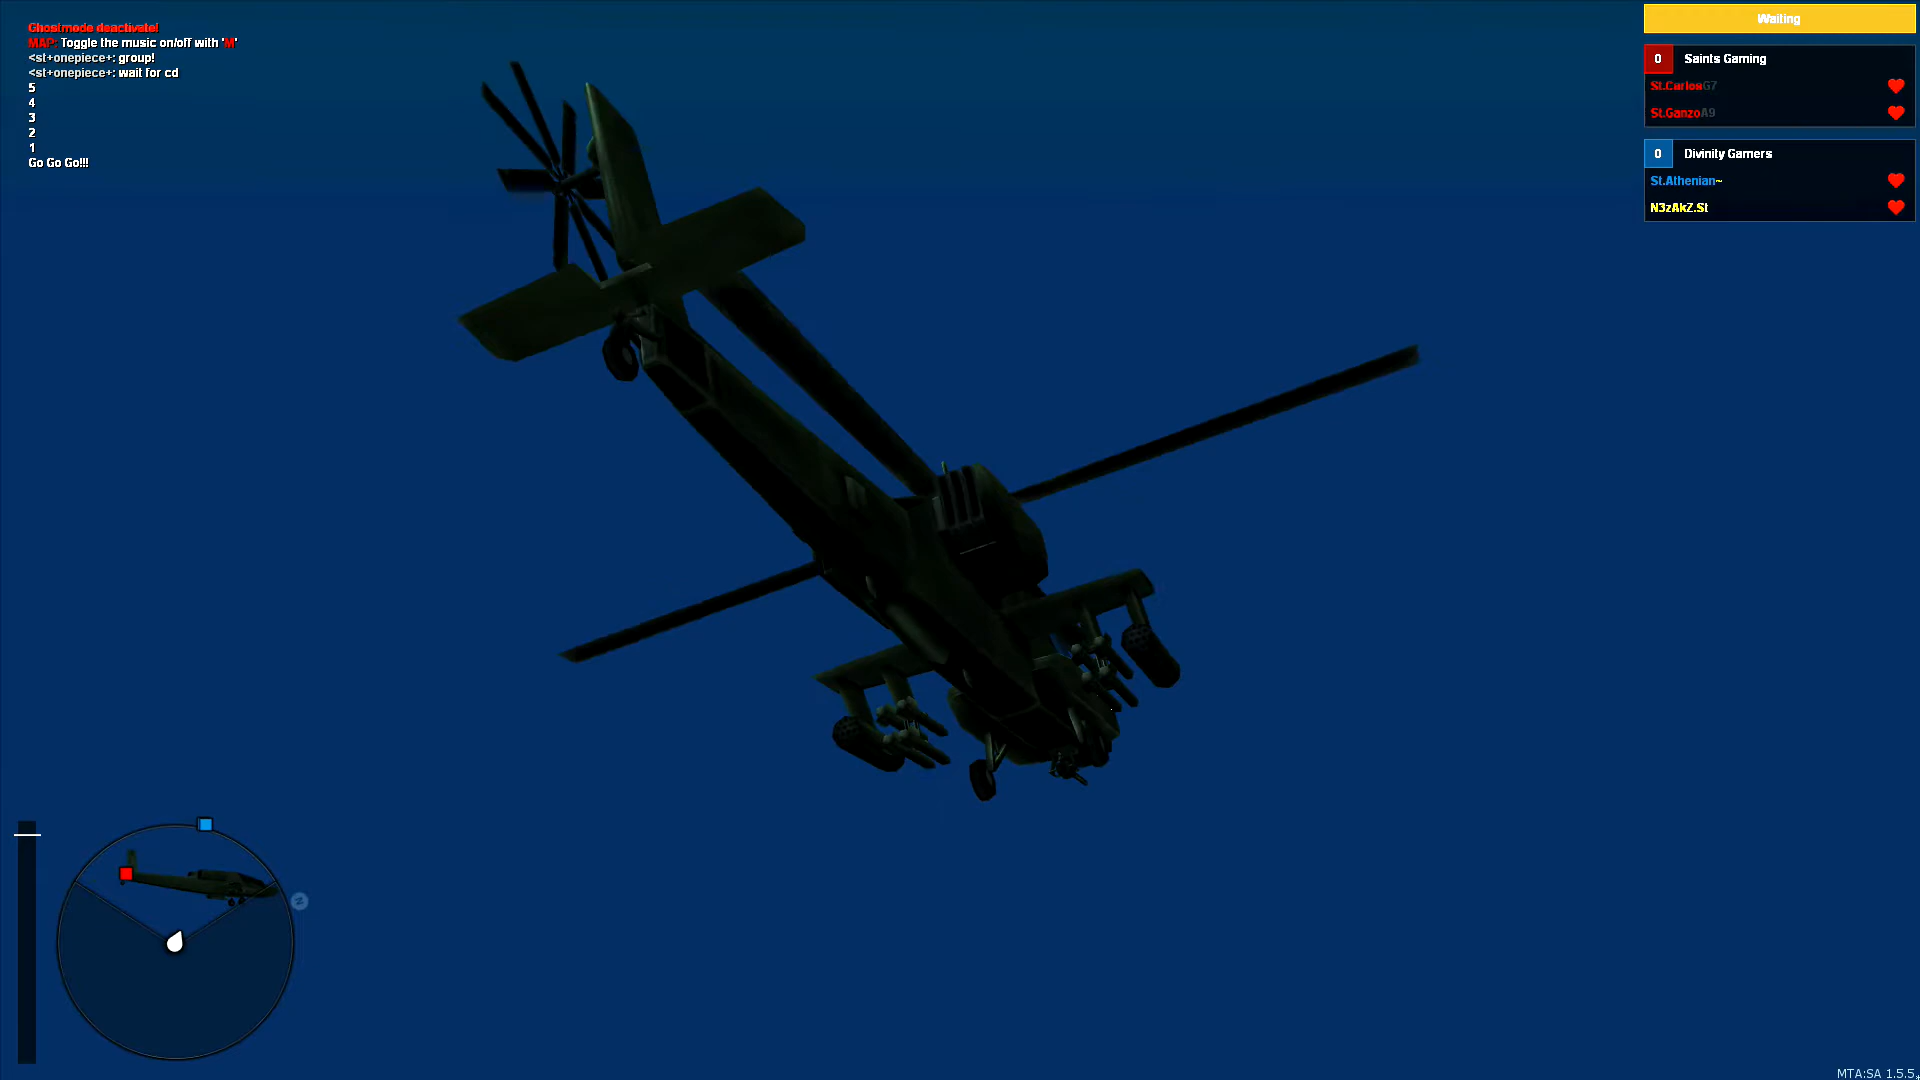 Ghostmode deactivate!
MAP: Toggle the music on/off with 'M'
<st+onepiece+: group!
<st+onepiece+: wait for cd
5
4
3
2
1
Go Go Go!!!
Waiting
0 Saints Gaming
St.CarlosG7
St.GanzoA9
0 Divinity Gamers
St.Athenian~
N3zAkZ.St
N
MTA:SA 1.5.5